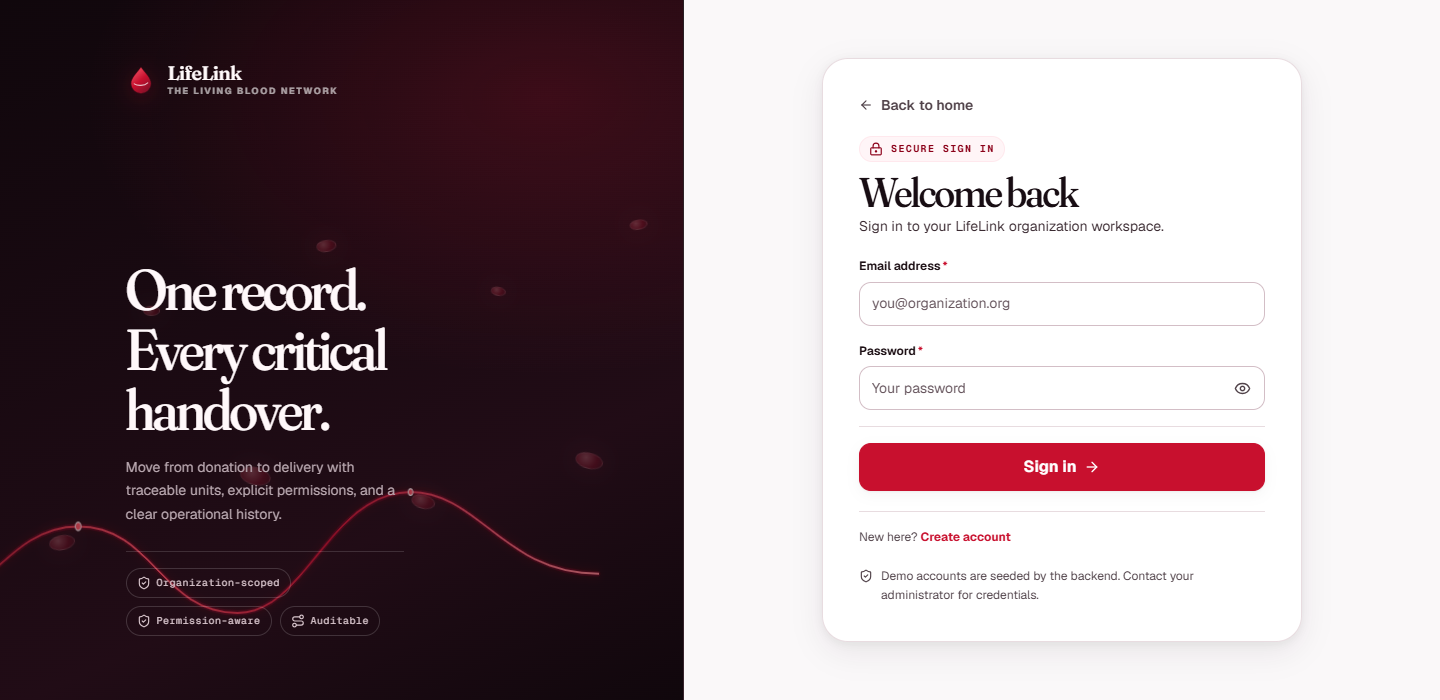 LifeLink
THE LIVING BLOOD NETWORK
One record.
Every critical
handover.
Move from donation to delivery with
traceable units, explicit permissions, and a
clear operational history.
Organization-scoped
Permission-aware
Auditable
Back to home
SECURE SIGN IN
Welcome back
Sign in to your LifeLink organization workspace.
Email address *
you@organization.org
Password *
Your password
Sign in
New here? Create account
Demo accounts are seeded by the backend. Contact your
administrator for credentials.